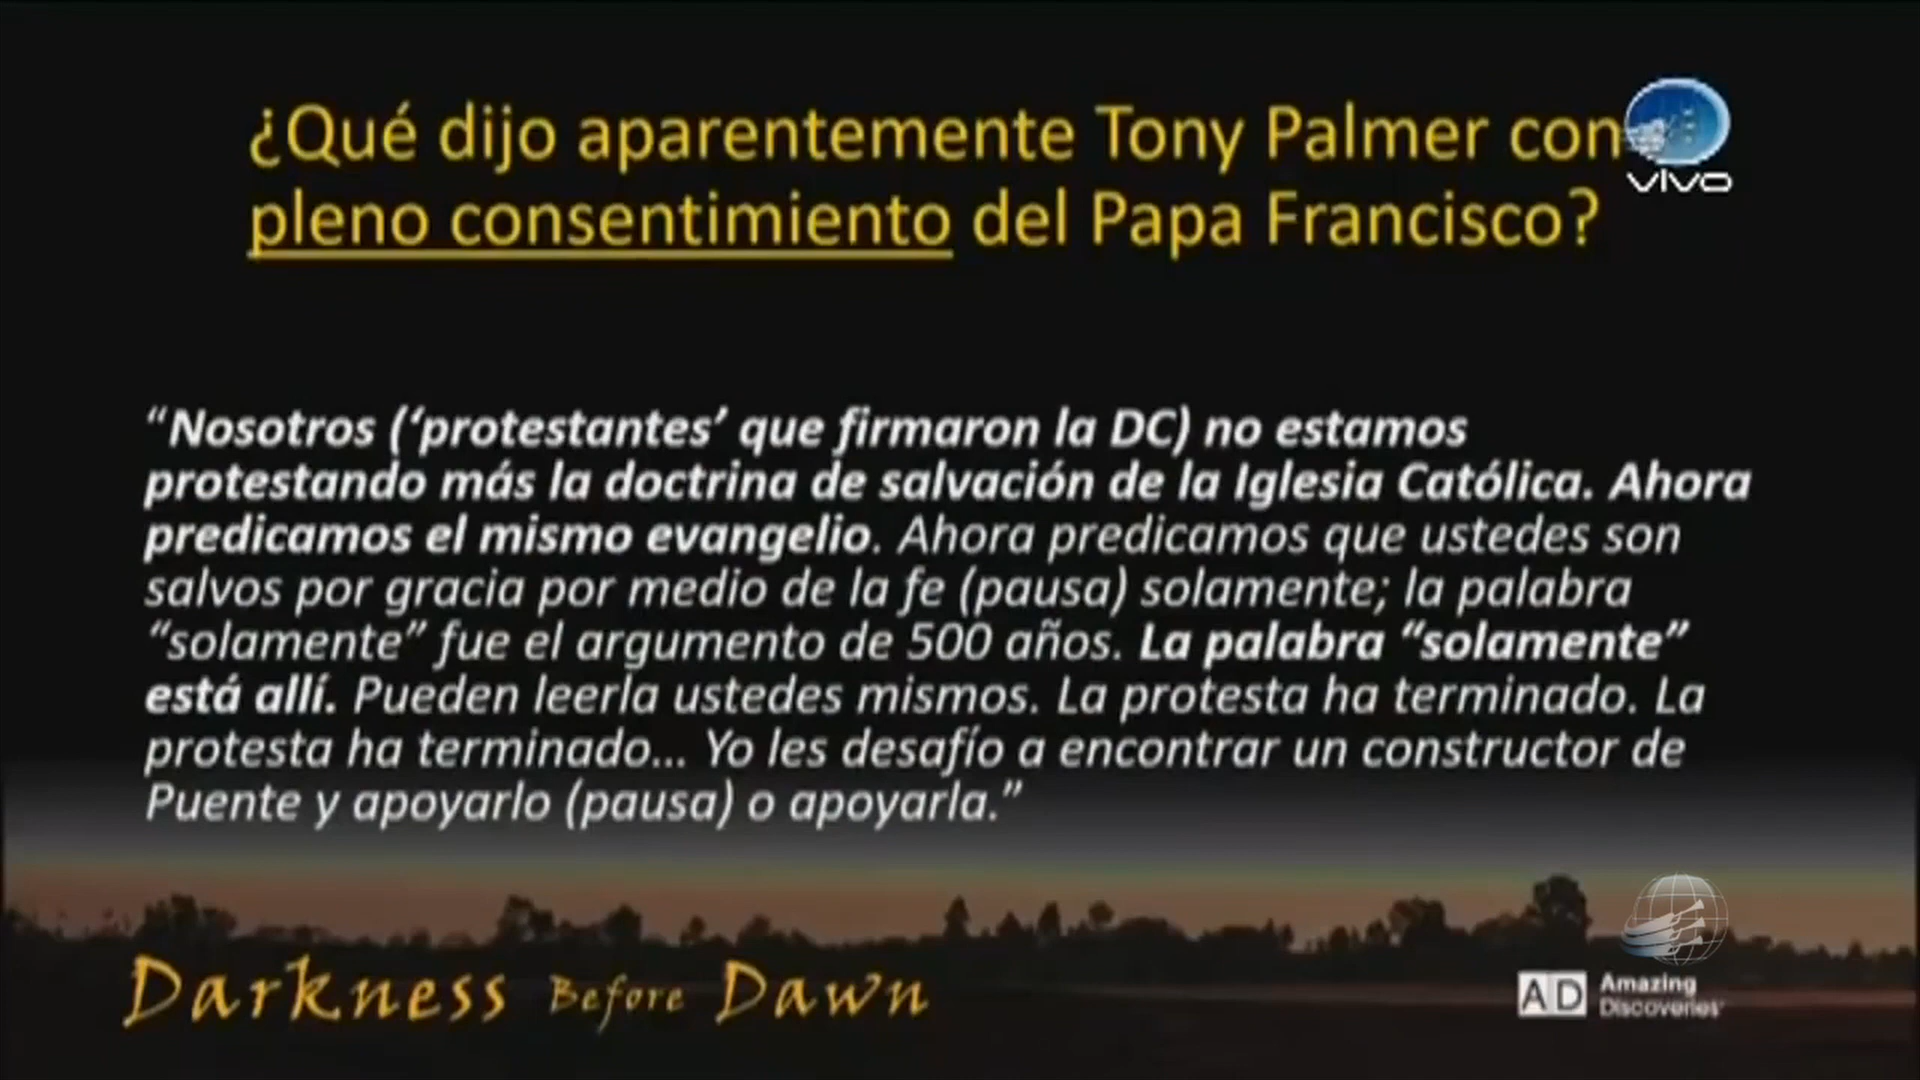 ¿Qué dijo aparentemente Tony Palmer con
pleno consentimiento del Papa Francisco?
VIVO
“Nosotros (‘protestantes’ que firmaron la DC) no estamos
protestando más la doctrina de salvación de la Iglesia Católica. Ahora
predicamos el mismo evangelio. Ahora predicamos que ustedes son
salvos por gracia por medio de la fe (pausa) solamente; la palabra
“solamente” fue el argumento de 500 años. La palabra “solamente”
está allí. Pueden leerla ustedes mismos. La protesta ha terminado. La
protesta ha terminado... Yo les desafío a encontrar un constructor de
Puente y apoyarlo (pausa) o apoyarla.”
Darkness Before Dawn
AD Amazing
Discoveries